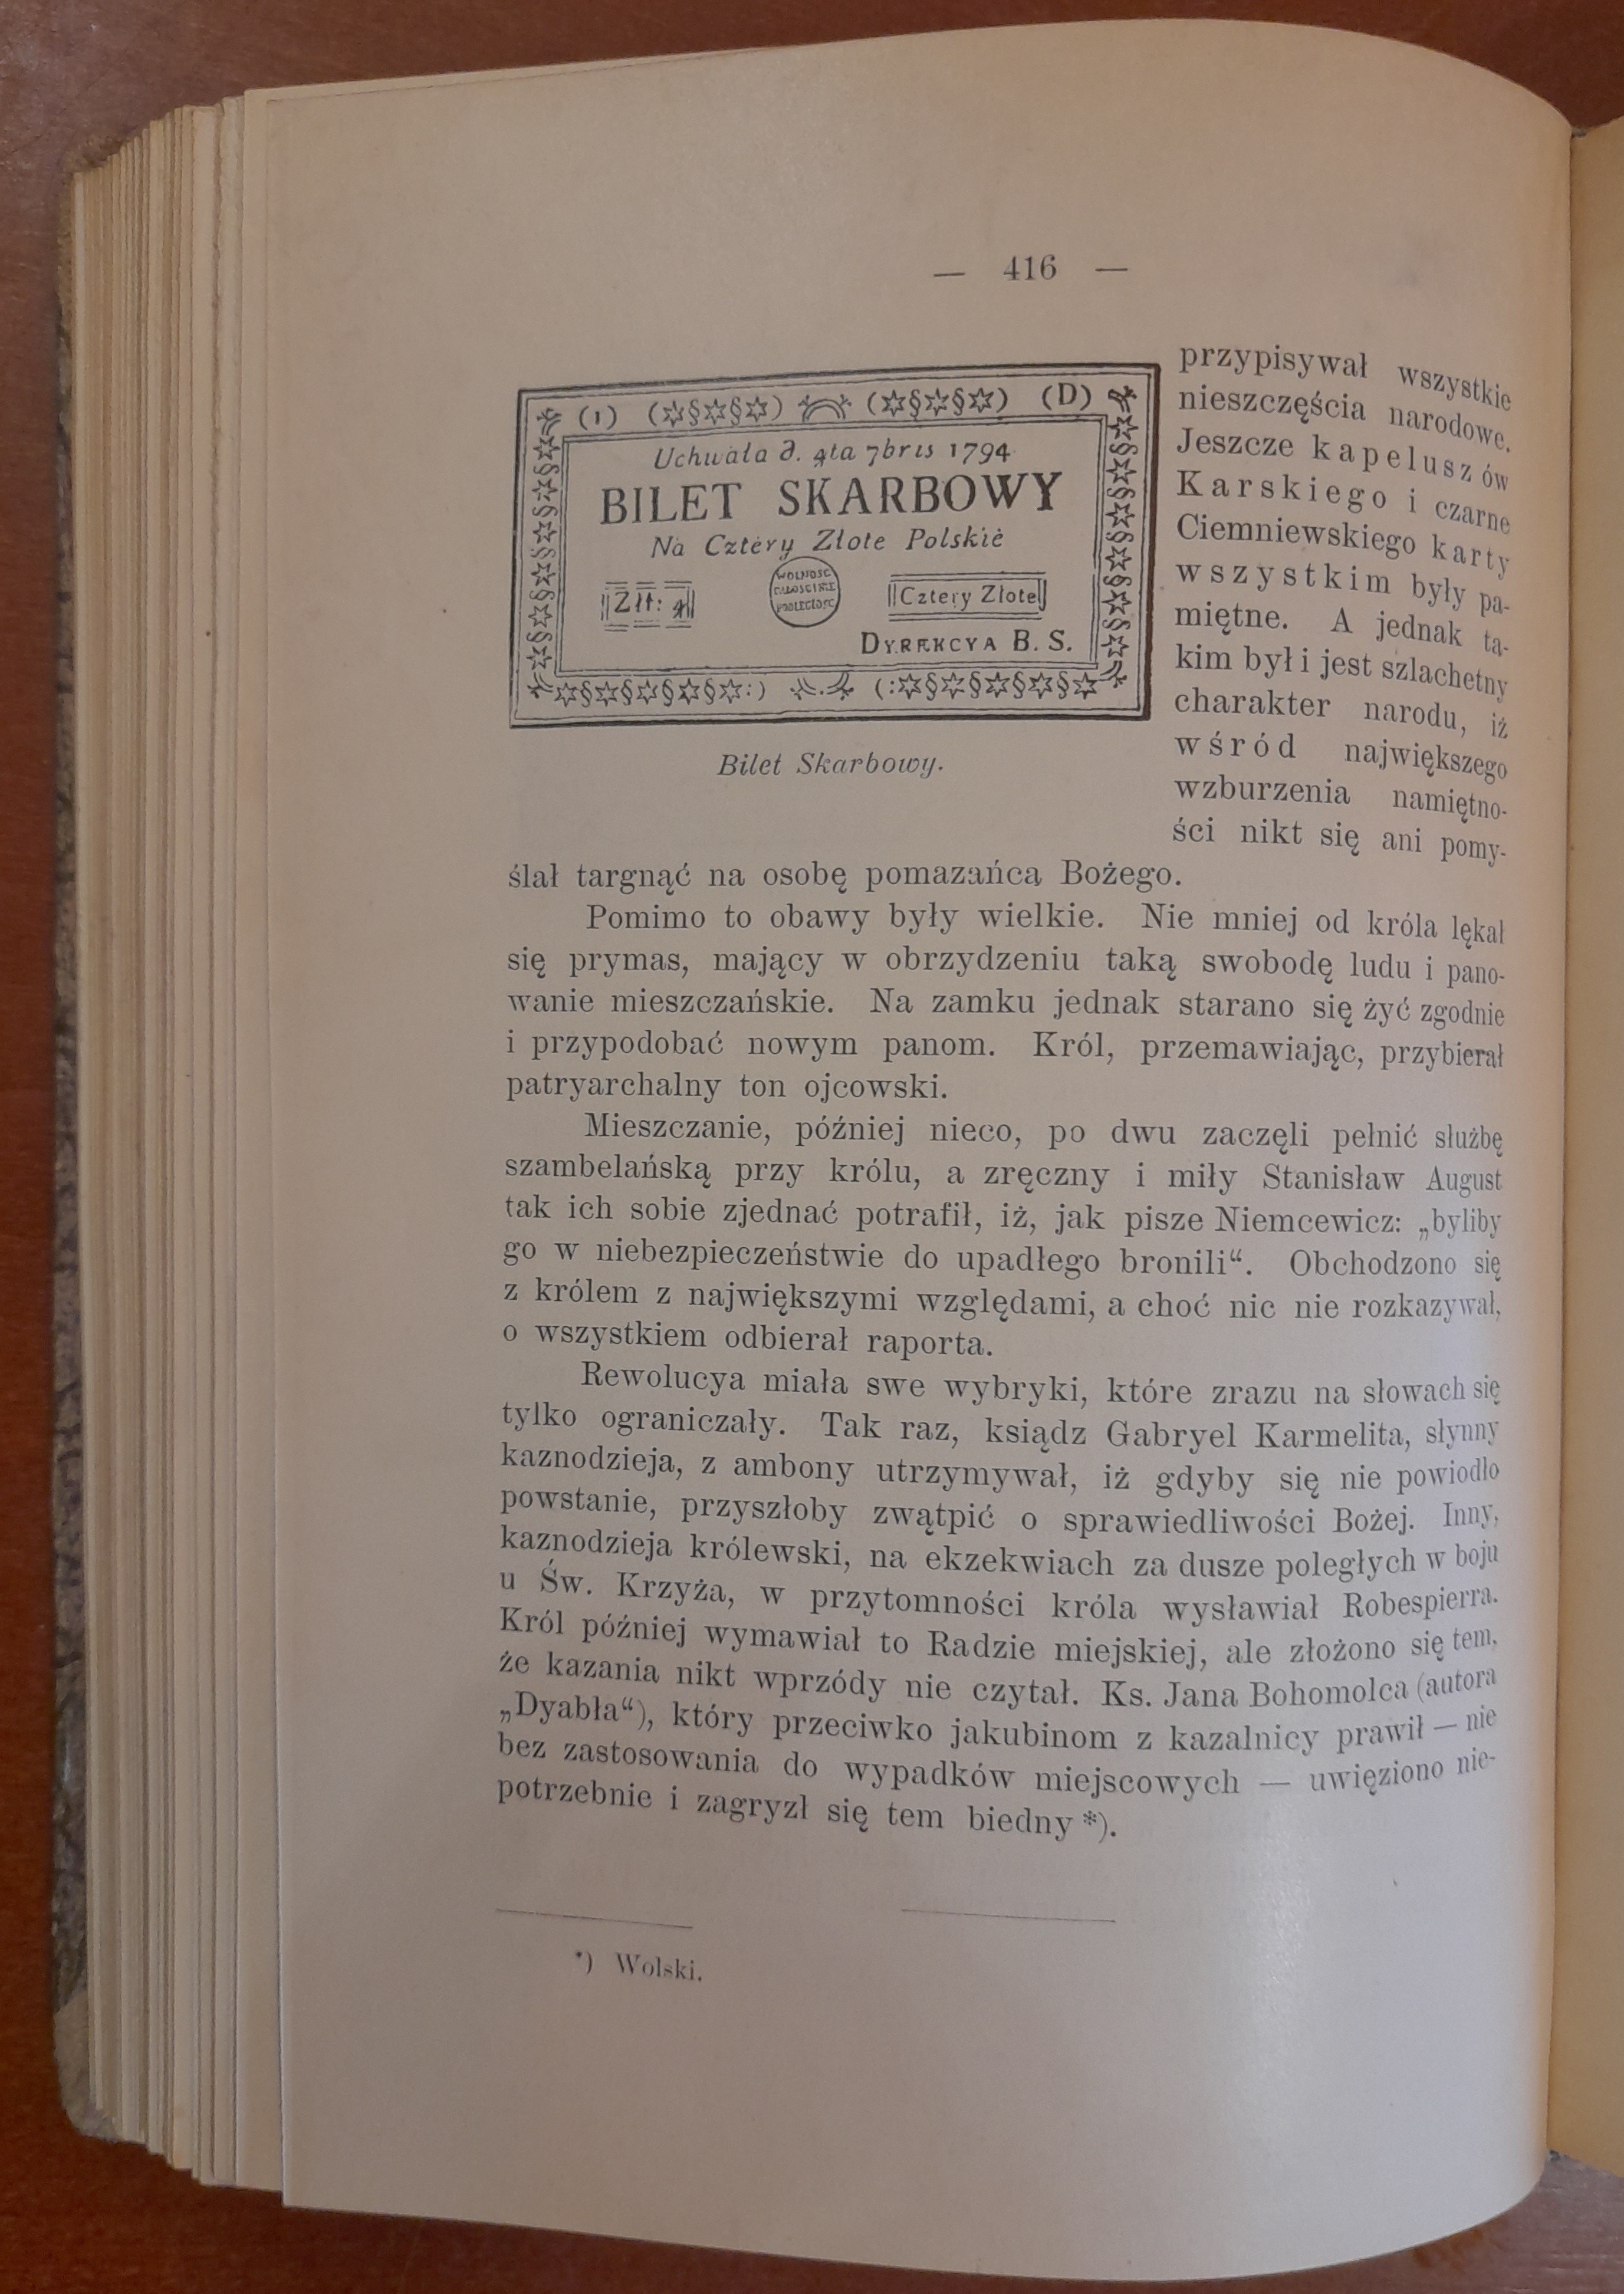 — 416 —
(I) (☆§☆§☆) (☆§☆§☆) (D)
Uchwała d. 4ta 7bris 1794
BILET SKARBOWY
Na Cztéry Złote Polskié
WOLNOSC
CAŁOSC I NIE
PODLEGŁOSC
Złt: 4
Cztery Złote
DYREKCYA B. S.
Bilet Skarbowy.
przypisywał wszystkie
nieszczęścia narodowe.
Jeszcze kapeluszów
Karskiego i czarne
Ciemniewskiego karty
wszystkim były pa-
miętne. A jednak ta-
kim był i jest szlachetny
charakter narodu, iż
wśród największego
wzburzenia namiętno-
ści nikt się ani pomy-
ślał targnąć na osobę pomazańca Bożego.
Pomimo to obawy były wielkie. Nie mniej od króla lękał
się prymas, mający w obrzydzeniu taką swobodę ludu i pano-
wanie mieszczańskie. Na zamku jednak starano się żyć zgodnie
i przypodobać nowym panom. Król, przemawiając, przybierał
patryarchalny ton ojcowski.
Mieszczanie, później nieco, po dwu zaczęli pełnić służbę
szambelańską przy królu, a zręczny i miły Stanisław August
tak ich sobie zjednać potrafił, iż, jak pisze Niemcewicz: „byliby
go w niebezpieczeństwie do upadłego bronili“. Obchodzono się
z królem z największymi względami, a choć nic nie rozkazywał,
o wszystkiem odbierał raporta.
Rewolucya miała swe wybryki, które zrazu na słowach się
tylko ograniczały. Tak raz, ksiądz Gabryel Karmelita, słynny
kaznodzieja, z ambony utrzymywał, iż gdyby się nie powiodło
powstanie, przyszłoby zwątpić o sprawiedliwości Bożej. Inny,
kaznodzieja królewski, na ekzekwiach za dusze poległych w boju
u Św. Krzyża, w przytomności króla wysławiał Robespierra.
Król później wymawiał to Radzie miejskiej, ale złożono się tem,
że kazania nikt wprzódy nie czytał. Ks. Jana Bohomolca (autora
„Dyabła“), który przeciwko jakubinom z kazalnicy prawił — nie
bez zastosowania do wypadków miejscowych — uwięziono nie-
potrzebnie i zagryzł się tem biedny *).
*) Wolski.